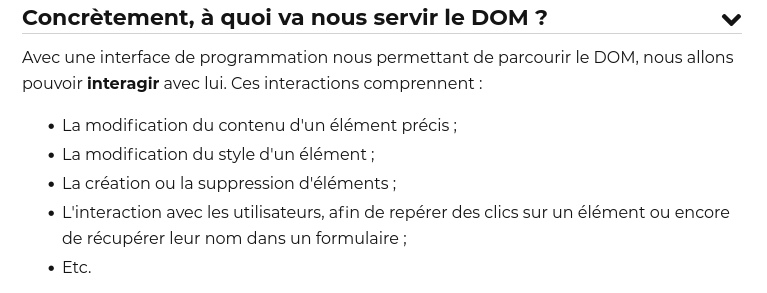 Concrètement, à quoi va nous servir le DOM ?
Avec une interface de programmation nous permettant de parcourir le DOM, nous allons
pouvoir interagir avec lui. Ces interactions comprennent :
• La modification du contenu d'un élément précis ;
• La modification du style d'un élément ;
• La création ou la suppression d'éléments ;
• L'interaction avec les utilisateurs, afin de repérer des clics sur un élément ou encore
de récupérer leur nom dans un formulaire ;
• Etc.